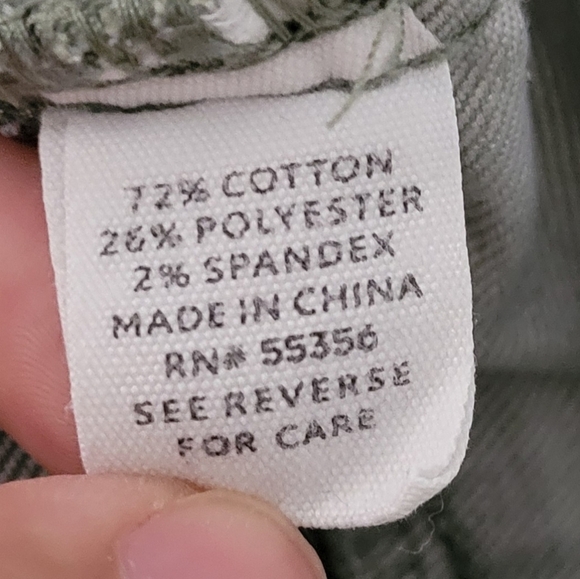 72% COTTON
26% POLYESTER
2% SPANDEX
MADE IN CHINA
RN# 55356
SEE REVERSE
FOR CARE